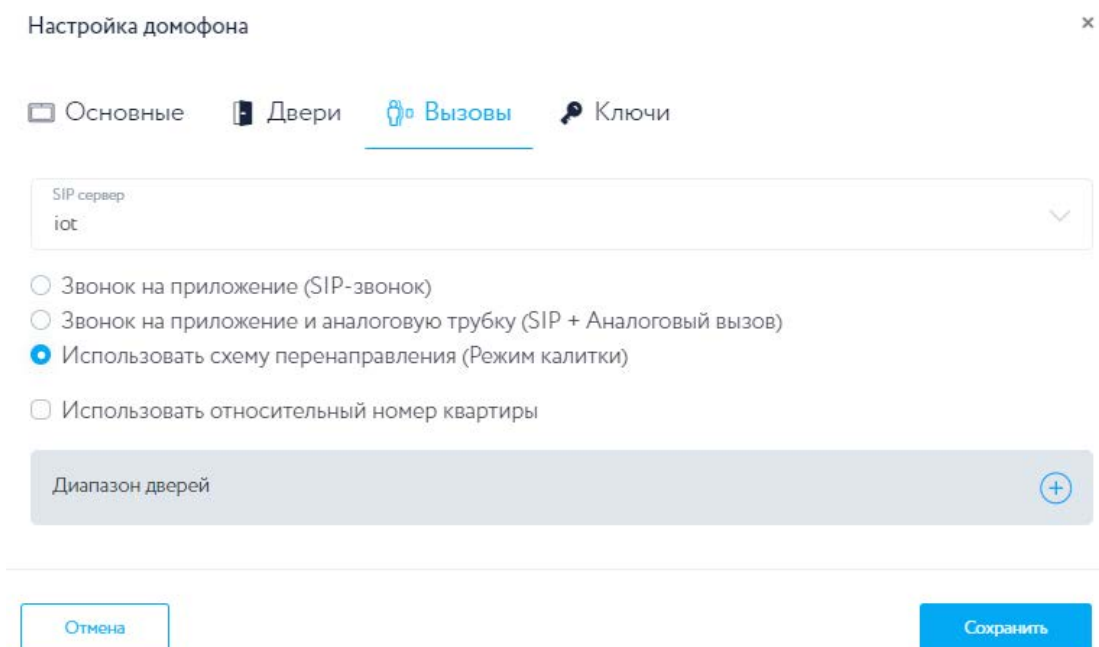 Настройка домофона
Основные Двери Вызовы Ключи
SIP сервер
iot
Звонок на приложение (SIP-звонок)
Звонок на приложение и аналоговую трубку (SIP + Аналоговый вызов)
Использовать схему перенаправления (Режим калитки)
Использовать относительный номер квартиры
Диапазон дверей
Отмена Сохранить